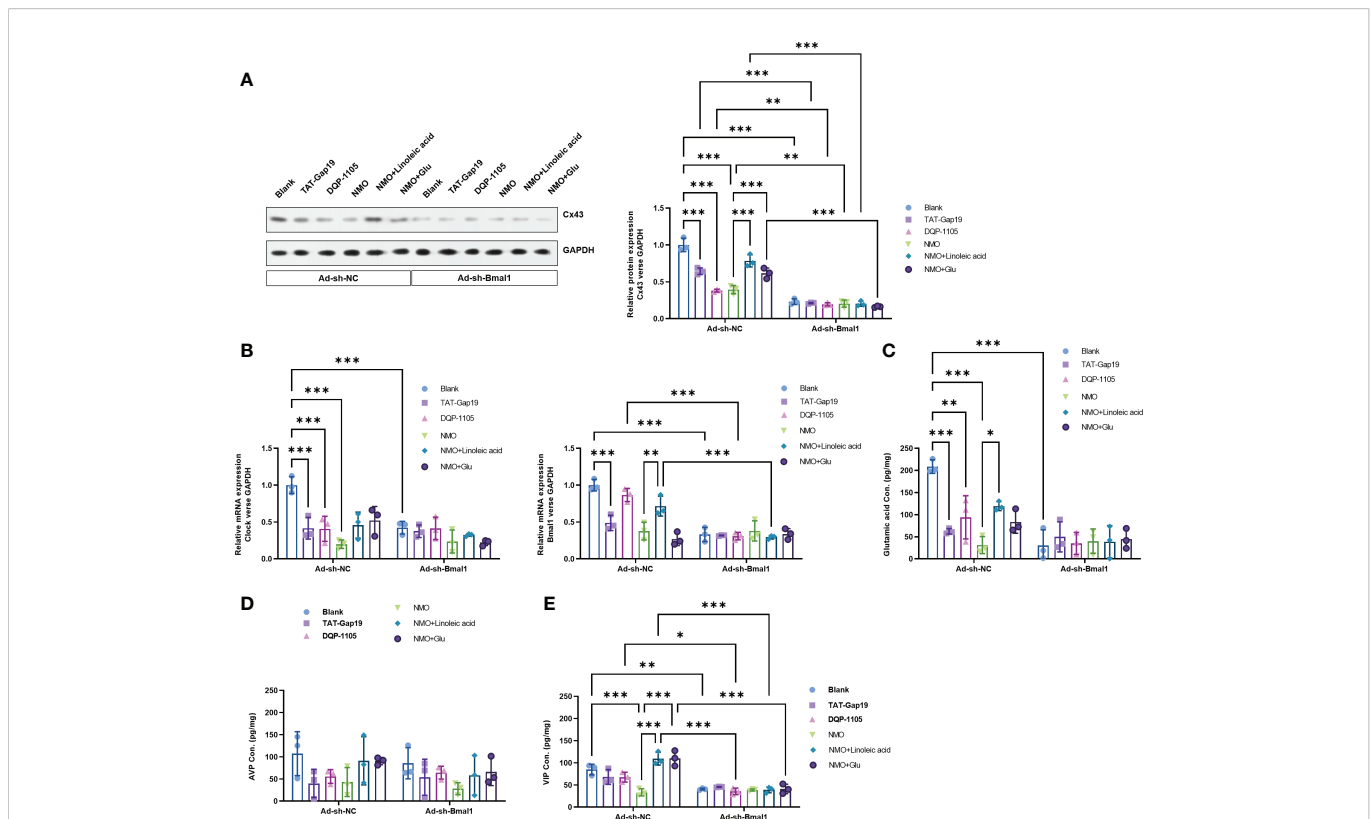 A
Blank
TAT-Gap19
DQP-1105
NMO
NMO+Linoleic acid
NMO+Glu
Blank
TAT-Gap19
DQP-1105
NMO
NMO+Linoleic acid
NMO+Glu
Cx43
GAPDH
Ad-sh-NC
Ad-sh-Bmal1
***
***
**
***
***
**
***
***
***
***
***
Relative protein expression
Cx43 verse GAPDH
1.5
1.0
0.5
0.0
Ad-sh-NC
Ad-sh-Bmal1
Blank
TAT-Gap19
DQP-1105
NMO
NMO+Linoleic acid
NMO+Glu
B
***
***
***
***
Relative mRNA expression
Clock verse GAPDH
1.5
1.0
0.5
0.0
Ad-sh-NC
Ad-sh-Bmal1
Blank
TAT-Gap19
DQP-1105
NMO
NMO+Linoleic acid
NMO+Glu
***
***
***
**
***
Relative mRNA expression
Bmal1 verse GAPDH
1.5
1.0
0.5
0.0
Ad-sh-NC
Ad-sh-Bmal1
Blank
TAT-Gap19
DQP-1105
NMO
NMO+Linoleic acid
NMO+Glu
C
***
***
**
***
*
Glutamic acid Con. (pg/mg)
250
200
150
100
50
0
Ad-sh-NC
Ad-sh-Bmal1
Blank
TAT-Gap19
DQP-1105
NMO
NMO+Linoleic acid
NMO+Glu
D
Blank
TAT-Gap19
DQP-1105
NMO
NMO+Linoleic acid
NMO+Glu
AVP Con. (pg/mg)
250
200
150
100
50
0
Ad-sh-NC
Ad-sh-Bmal1
E
***
*
**
***
***
***
***
***
VIP Con. (pg/mg)
250
200
150
100
50
0
Ad-sh-NC
Ad-sh-Bmal1
Blank
TAT-Gap19
DQP-1105
NMO
NMO+Linoleic acid
NMO+Glu